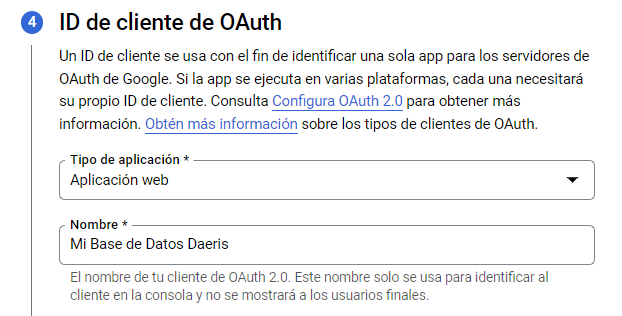 4 ID de cliente de OAuth
Un ID de cliente se usa con el fin de identificar una sola app para los servidores de
OAuth de Google. Si la app se ejecuta en varias plataformas, cada una necesitará
su propio ID de cliente. Consulta Configura OAuth 2.0 para obtener más
información. Obtén más información sobre los tipos de clientes de OAuth.
Tipo de aplicación *
Aplicación web
Nombre *
Mi Base de Datos Daeris
El nombre de tu cliente de OAuth 2.0. Este nombre solo se usa para identificar al
cliente en la consola y no se mostrará a los usuarios finales.